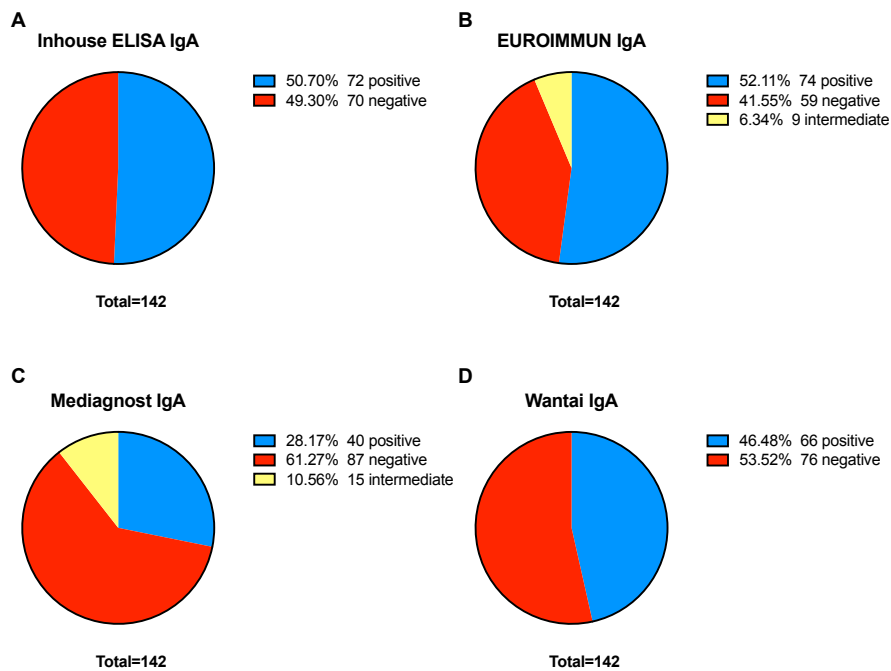 A
Inhouse ELISA IgA
50.70% 72 positive
49.30% 70 negative
Total=142
B
EUROIMMUN IgA
52.11% 74 positive
41.55% 59 negative
6.34% 9 intermediate
Total=142
C
Mediagnost IgA
28.17% 40 positive
61.27% 87 negative
10.56% 15 intermediate
Total=142
D
Wantai IgA
46.48% 66 positive
53.52% 76 negative
Total=142